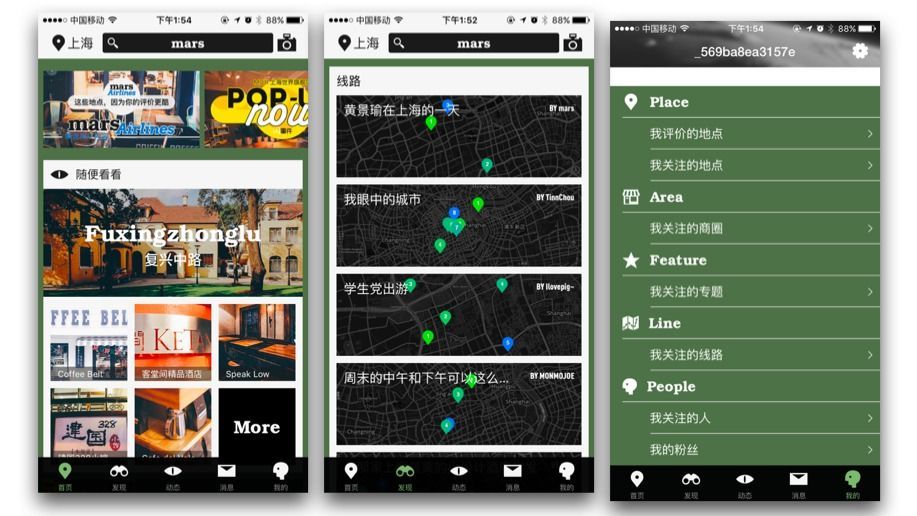 中国移动
下午1:54
88%
上海
mars
mars
Airlines
这些地点，因为你的评价更酷
mars Airlines
POP-U
now
事件
随便看看
Fuxingzhonglu
复兴中路
FFEE BEL
Coffee Belt
KET
客堂间精品酒店
Speak Low
建国
328
More
首页
发现
动态
消息
我的
中国移动
下午1:52
88%
上海
mars
线路
黄景瑜在上海的一天
BY mars
我眼中的城市
BY TinnChou
学生党出游
BY Ilovepig~
周末的中午和下午可以这么...
BY MONMOJOE
首页
发现
动态
消息
我的
中国移动
下午1:54
88%
_569ba8ea3157e
Place
我评价的地点
我关注的地点
Area
我关注的商圈
Feature
我关注的专题
Line
我关注的线路
People
我关注的人
我的粉丝
首页
发现
动态
消息
我的